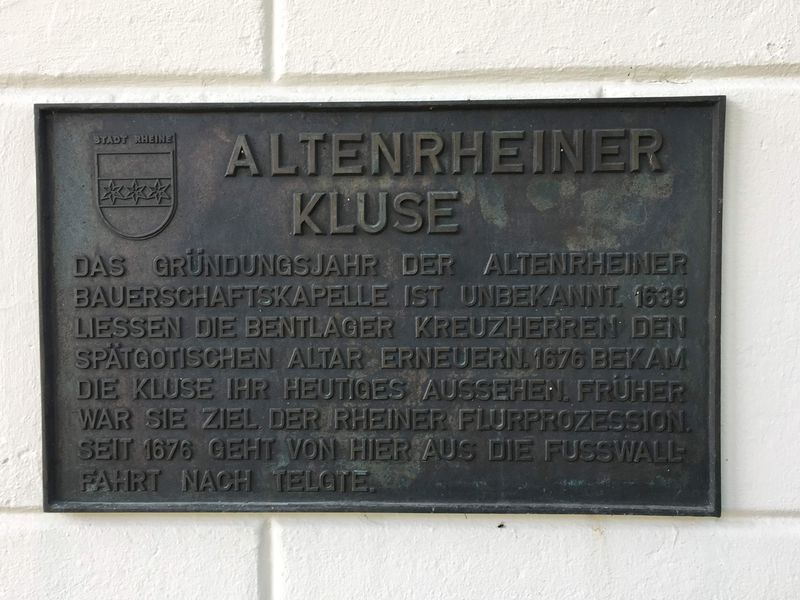 STADT RHEINE
ALTENRHEINER
KLUSE
DAS GRÜNDUNGSJAHR DER ALTENRHEINER
BAUERSCHAFTSKAPELLE IST UNBEKANNT. 1639
LIESSEN DIE BENTLAGER KREUZHERREN DEN
SPÄTGOTISCHEN ALTAR ERNEUERN. 1676 BEKAM
DIE KLUSE IHR HEUTIGES AUSSEHEN. FRÜHER
WAR SIE ZIEL DER RHEINER FLURPROZESSION.
SEIT 1676 GEHT VON HIER AUS DIE FUSSWALL-
FAHRT NACH TELGTE.